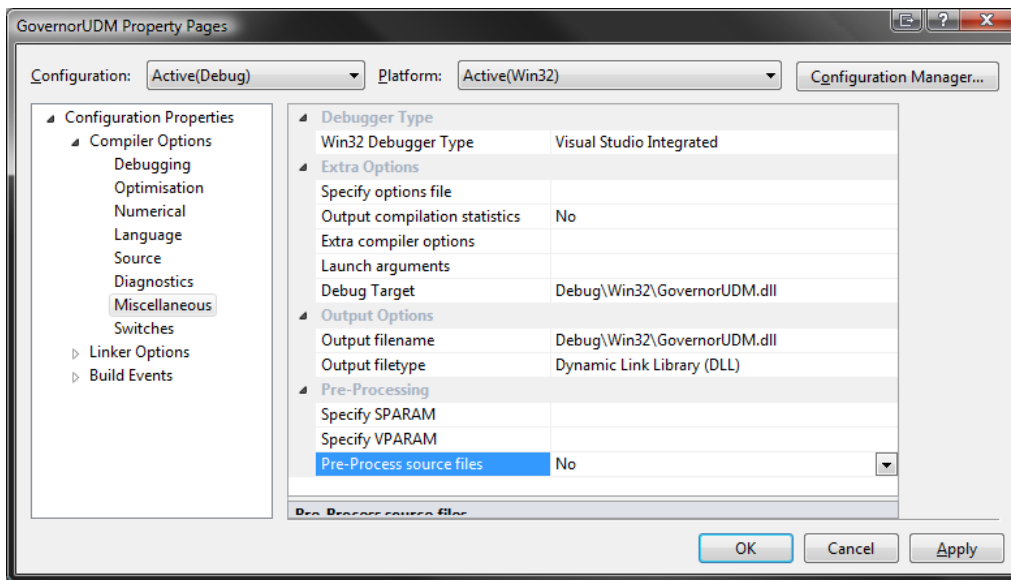 GovernorUDM Property Pages
Configuration: Active(Debug) Platform: Active(Win32) Configuration Manager...
Configuration Properties
Compiler Options
Debugging
Optimisation
Numerical
Language
Source
Diagnostics
Miscellaneous
Switches
Linker Options
Build Events
Debugger Type
Win32 Debugger Type Visual Studio Integrated
Extra Options
Specify options file
Output compilation statistics No
Extra compiler options
Launch arguments
Debug Target Debug\Win32\GovernorUDM.dll
Output Options
Output filename Debug\Win32\GovernorUDM.dll
Output filetype Dynamic Link Library (DLL)
Pre-Processing
Specify SPARAM
Specify VPARAM
Pre-Process source files No
Pre-Process source files
OK Cancel Apply